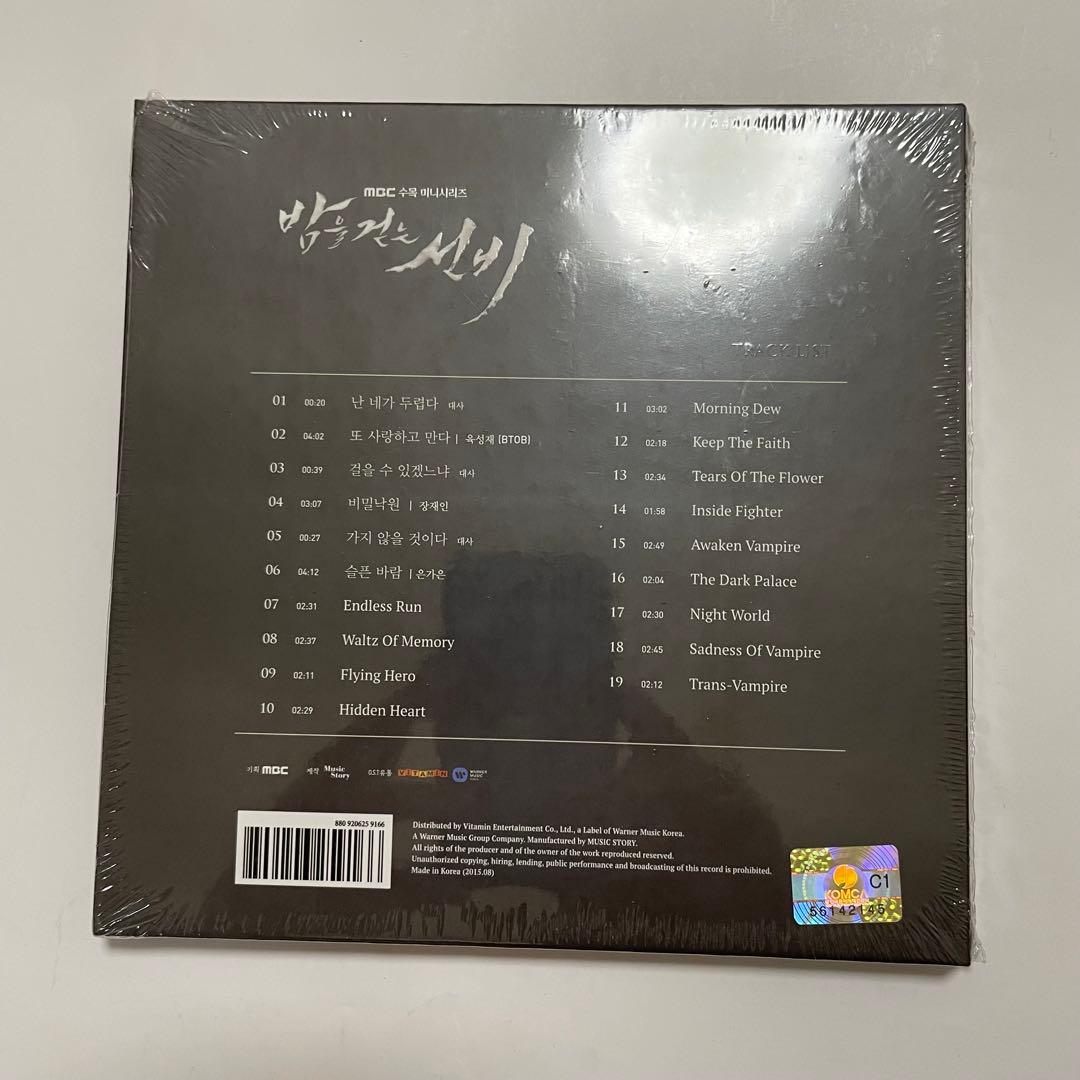 MBC 수목 미니시리즈
밤을 걷는 선비
TRACK LIST
01 00:20 난 네가 두렵다 대사
02 04:02 또 사랑하고 만다 | 육성재 (BTOB)
03 00:39 걸을 수 있겠느냐 대사
04 03:07 비밀낙원 | 장재인
05 00:27 가지 않을 것이다 대사
06 04:12 슬픈 바람 | 은가은
07 02:31 Endless Run
08 02:37 Waltz Of Memory
09 02:11 Flying Hero
10 02:29 Hidden Heart
11 03:02 Morning Dew
12 02:18 Keep The Faith
13 02:34 Tears Of The Flower
14 01:58 Inside Fighter
15 02:49 Awaken Vampire
16 02:04 The Dark Palace
17 02:30 Night World
18 02:45 Sadness Of Vampire
19 02:12 Trans-Vampire
기획 MBC 제작 Music Story O.S.T 유통 VITAMIN WARNER MUSIC
880 920625 9166
Distributed by Vitamin Entertainment Co., Ltd., a Label of Warner Music Korea.
A Warner Music Group Company. Manufactured by MUSIC STORY.
All rights of the producer and of the owner of the work reproduced reserved.
Unauthorized copying, hiring, lending, public performance and broadcasting of this record is prohibited.
Made in Korea (2015.08)
C1
KOMCA
56142145